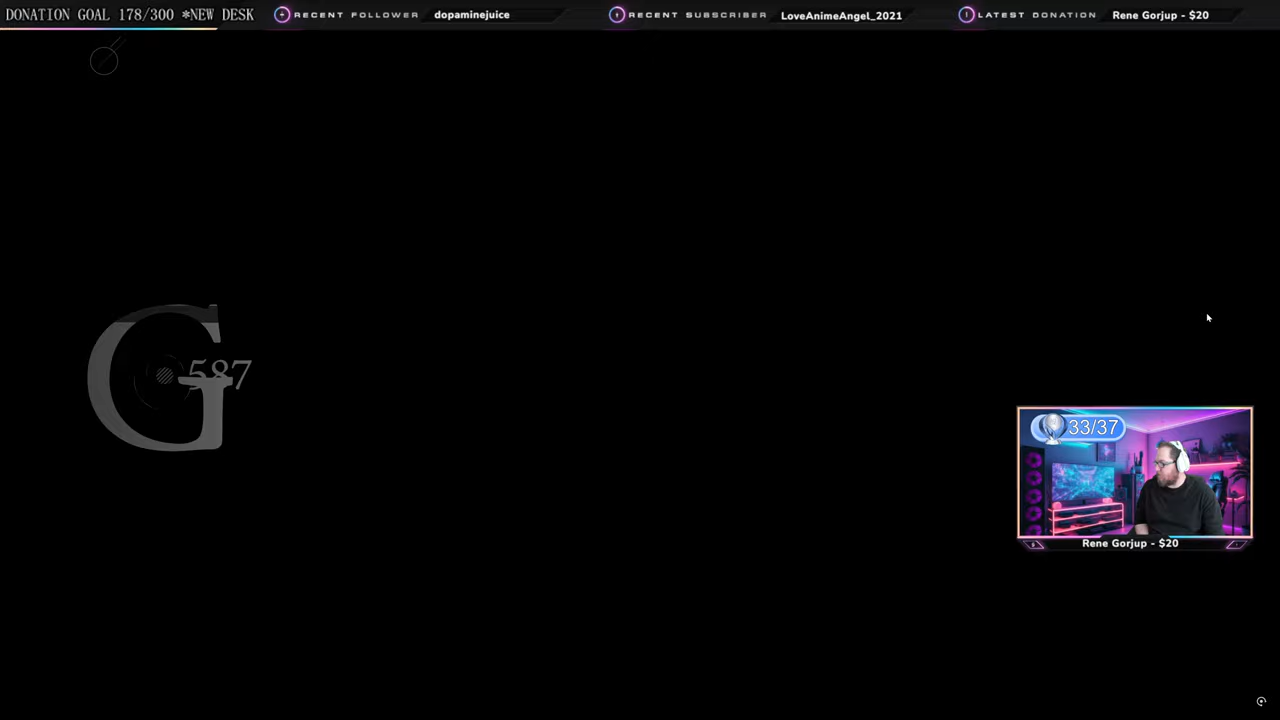 DONATION GOAL 178/300 *NEW DESK
RECENT FOLLOWER dopaminejuice
RECENT SUBSCRIBER LoveAnimeAngel_2021
LATEST DONATION Rene Gorjup - $20
G
587
33/37
Rene Gorjup - $20